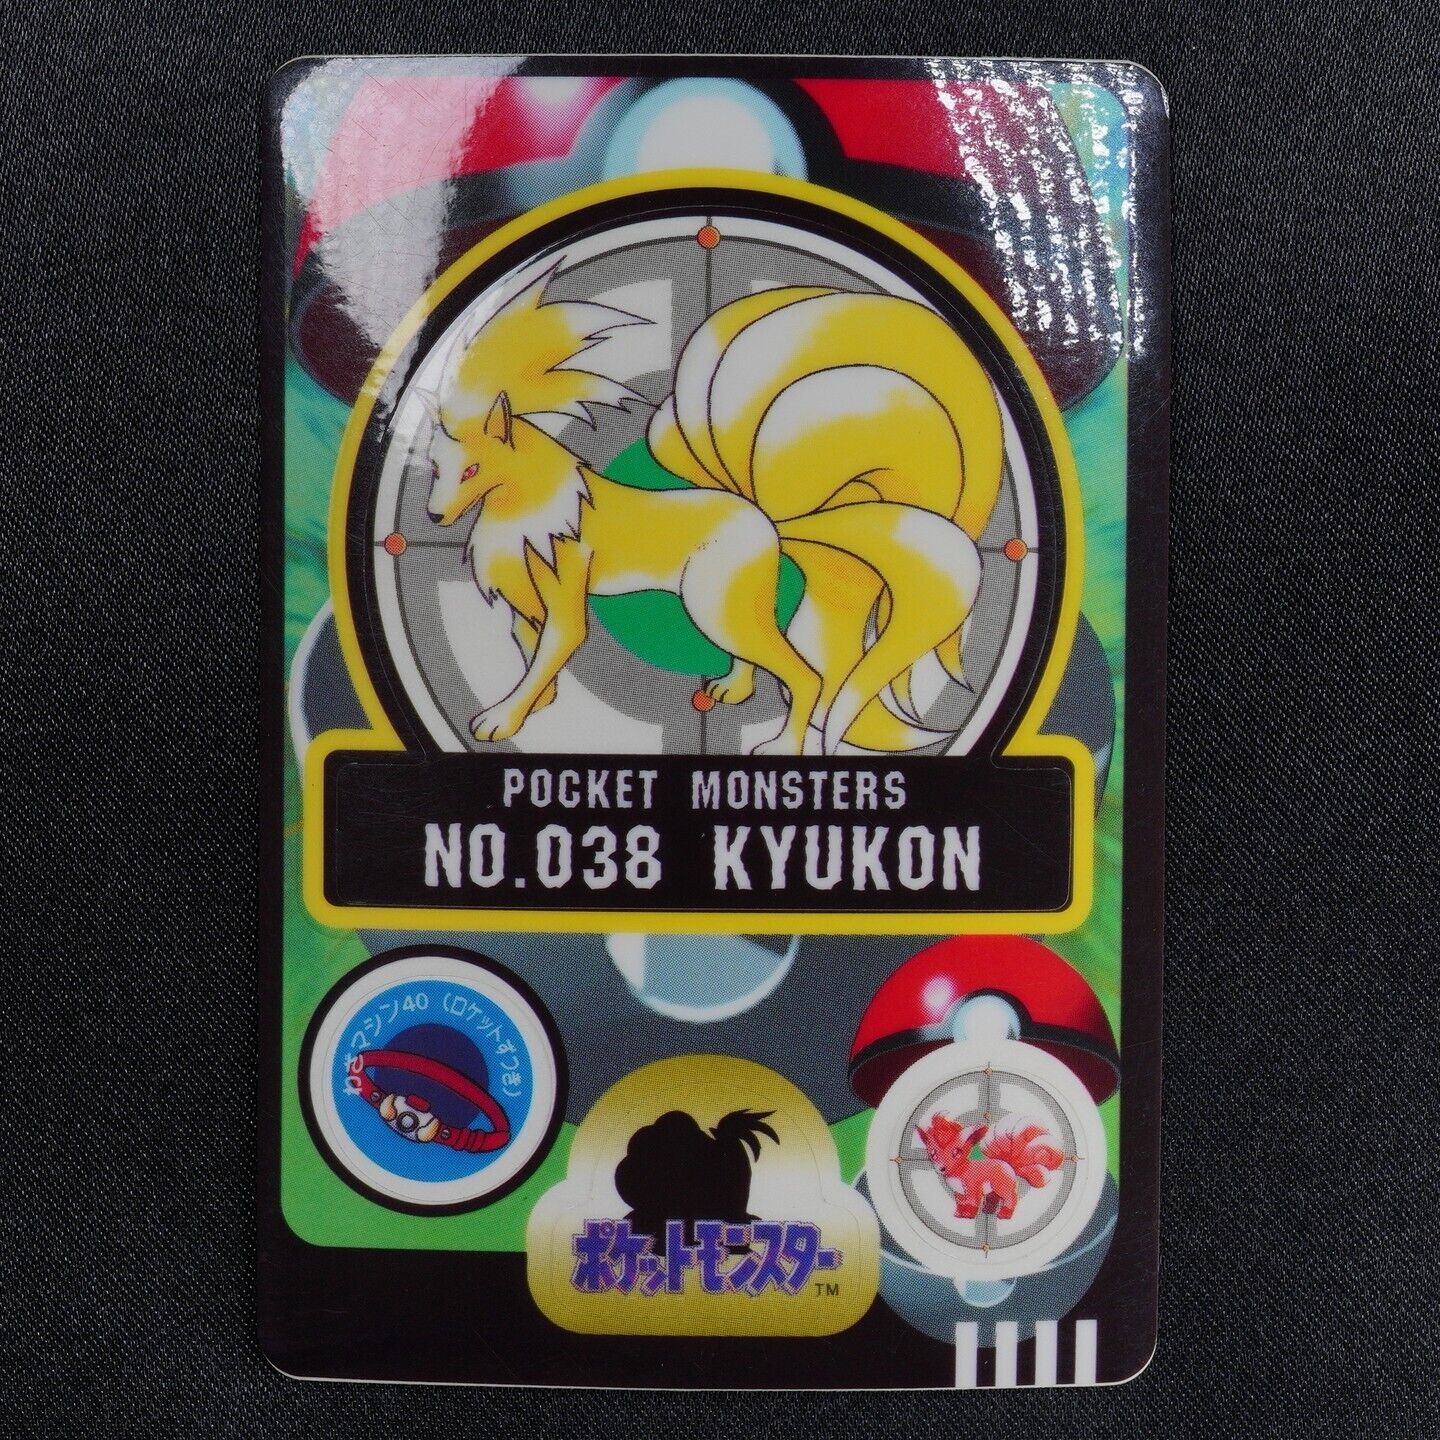 POCKET MONSTERS
NO.038 KYUKON
わざマシン40（ロケットずつき）
ポケットモンスター
TM